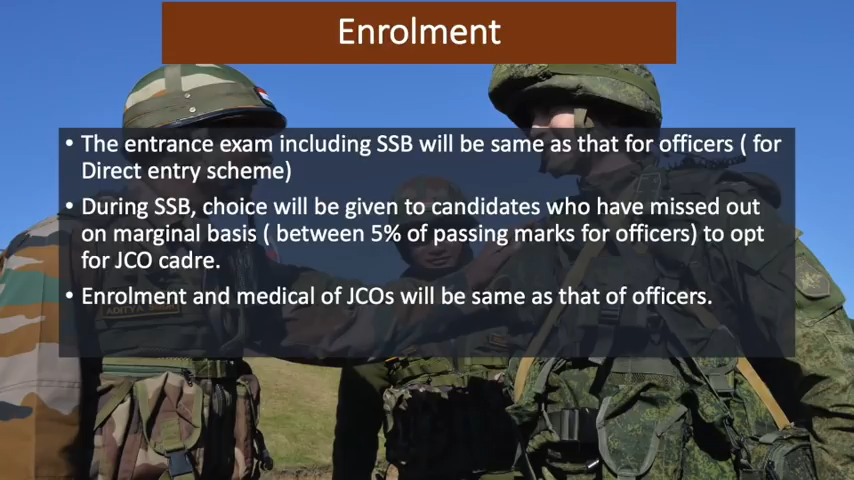 Enrolment
• The entrance exam including SSB will be same as that for officers ( for
Direct entry scheme)
• During SSB, choice will be given to candidates who have missed out
on marginal basis ( between 5% of passing marks for officers) to opt
for JCO cadre.
• Enrolment and medical of JCOs will be same as that of officers.
ADITYA